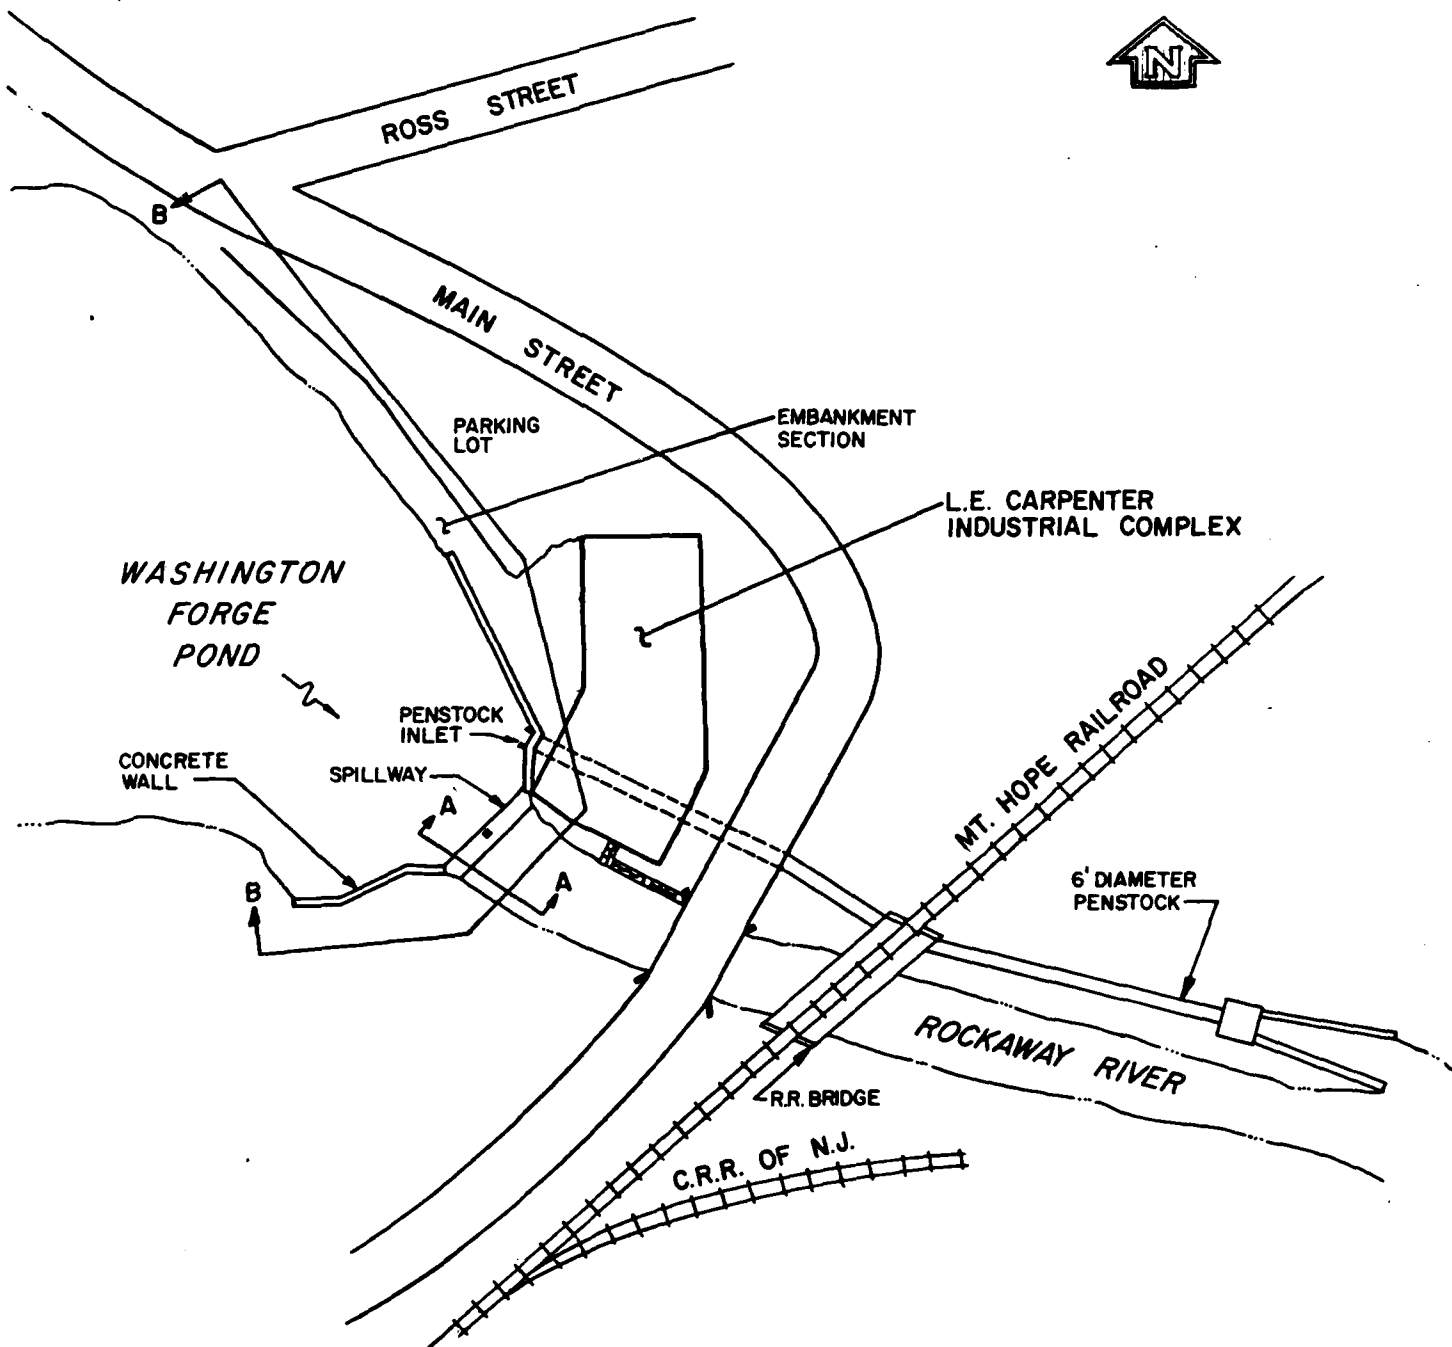 N
ROSS STREET
B
MAIN STREET
PARKING
LOT
EMBANKMENT
SECTION
L.E. CARPENTER
INDUSTRIAL COMPLEX
WASHINGTON
FORGE
POND
PENSTOCK
INLET
CONCRETE
WALL
SPILLWAY
A
MT. HOPE RAILROAD
B
A
6' DIAMETER
PENSTOCK
ROCKAWAY RIVER
R.R. BRIDGE
C.R.R. OF N.J.